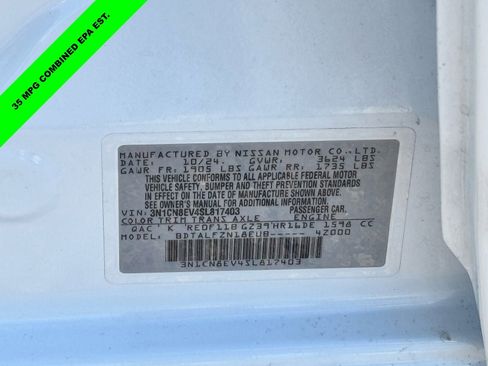 35 MPG COMBINED EPA EST.
MANUFACTURED BY NISSAN MOTOR CO.,LTD.
DATE: 10/24. GVWR: 3624 LBS
GAWR FR: 1905 LBS GAWR RR: 1735 LBS
THIS VEHICLE CONFORMS TO ALL APPLICABLE FEDERAL MOTOR
VEHICLE SAFETY, BUMPER AND THEFT PREVENTION STANDARDS
IN EFFECT ON THE DATE OF MANUFACTURE SHOWN ABOVE.
SEE OWNER'S MANUAL FOR ADDITIONAL INFORMATION.
VIN: 3N1CN8EV4SL817403 PASSENGER CAR.
COLOR TRIM TRANS AXLE ENGINE
QAC K RE0F11B GZ39 HR16DE 1598 CC
MODEL: BDTALFZN18EUB----- 4Z000
3N1CN8EV4SL817403